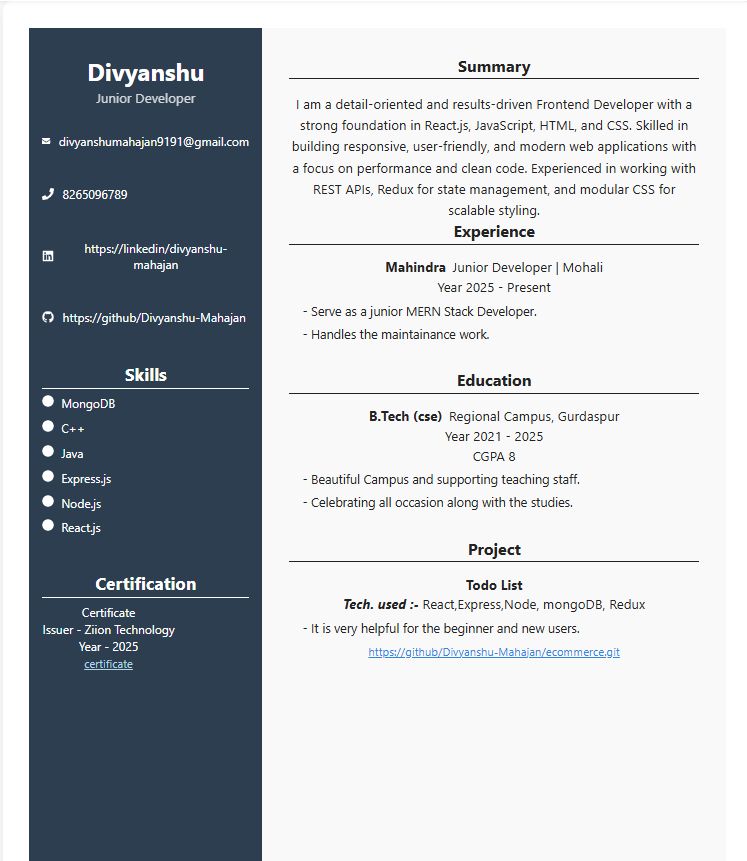 Divyanshu
Junior Developer
divyanshumahajan9191@gmail.com
8265096789
https://linkedin/divyanshu-
mahajan
https://github/Divyanshu-Mahajan
Skills
MongoDB
C++
Java
Express.js
Node.js
React.js
Certification
Certificate
Issuer - Ziion Technology
Year - 2025
certificate
Summary
I am a detail-oriented and results-driven Frontend Developer with a
strong foundation in React.js, JavaScript, HTML, and CSS. Skilled in
building responsive, user-friendly, and modern web applications with
a focus on performance and clean code. Experienced in working with
REST APIs, Redux for state management, and modular CSS for
scalable styling.
Experience
Mahindra Junior Developer | Mohali
Year 2025 - Present
- Serve as a junior MERN Stack Developer.
- Handles the maintainance work.
Education
B.Tech (cse) Regional Campus, Gurdaspur
Year 2021 - 2025
CGPA 8
- Beautiful Campus and supporting teaching staff.
- Celebrating all occasion along with the studies.
Project
Todo List
Tech. used :- React,Express,Node, mongoDB, Redux
- It is very helpful for the beginner and new users.
https://github/Divyanshu-Mahajan/ecommerce.git